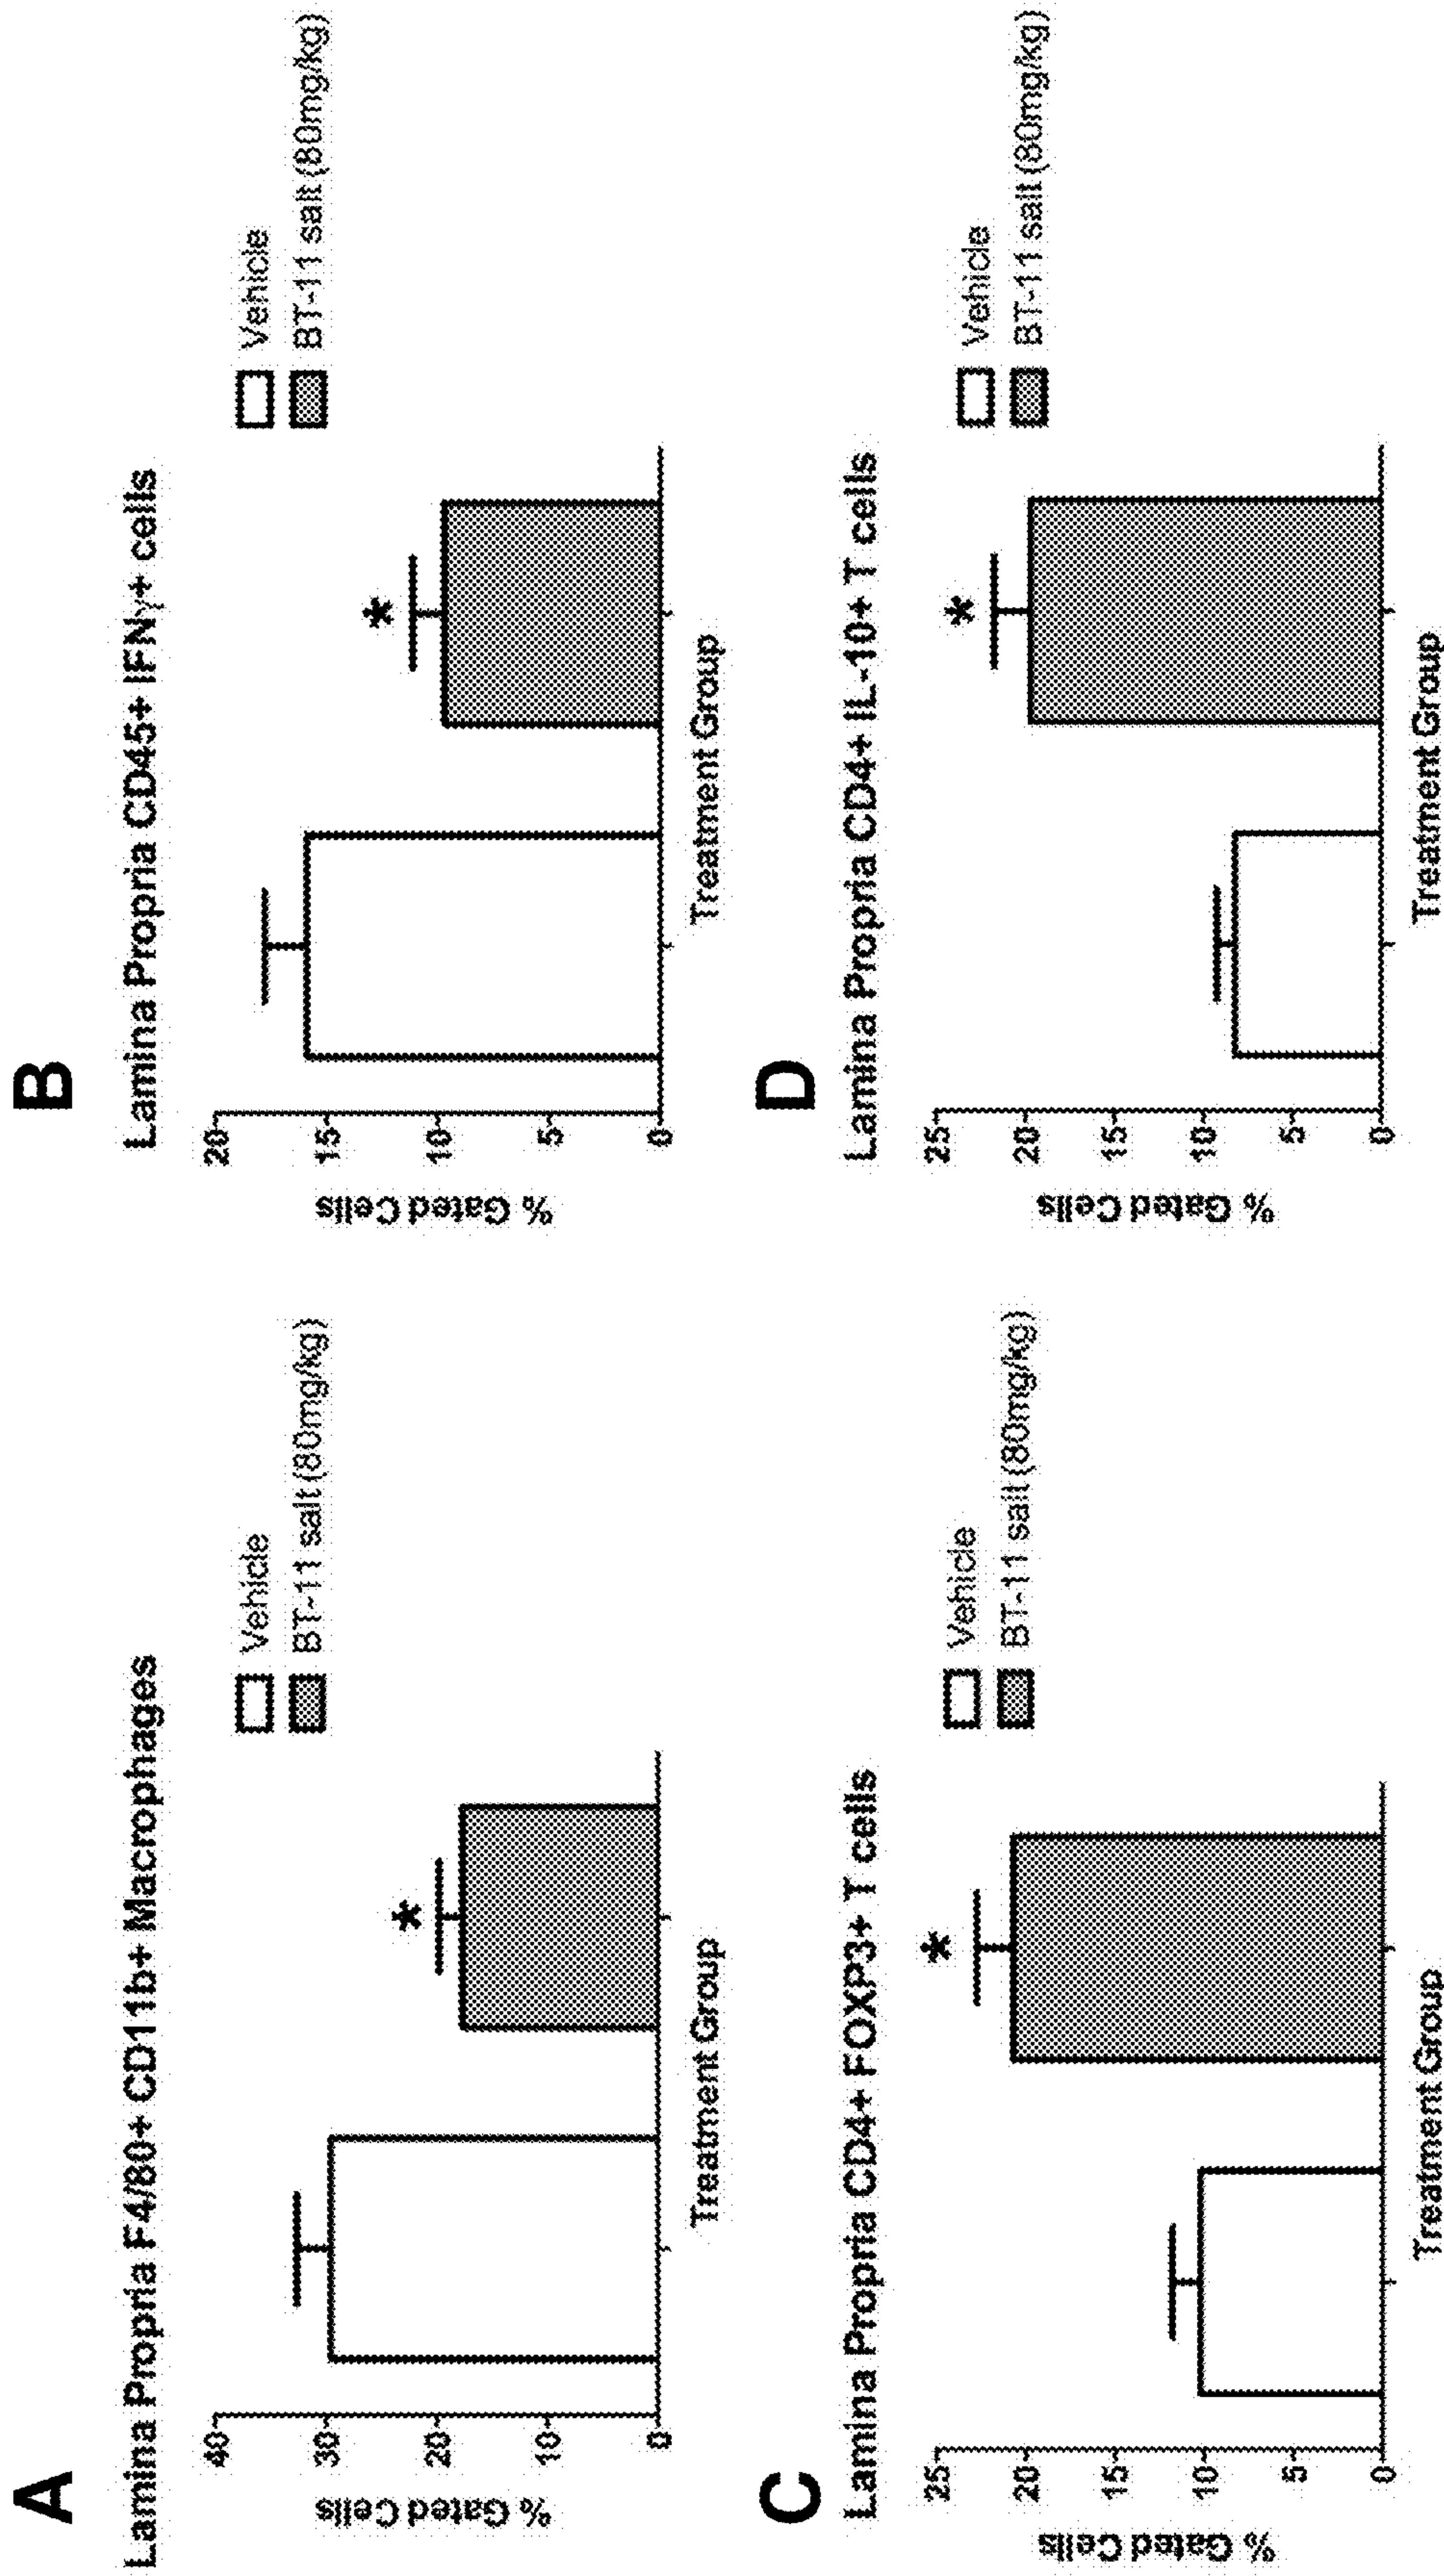 A
Lamina Propria F4/80+ CD11b+ Macrophages
% Gated Cells
40
30
20
10
0
*
Treatment Group
Vehicle
BT-11 salt (80mg/kg)
B
Lamina Propria CD45+ IFNγ+ cells
% Gated Cells
20
15
10
5
0
*
Treatment Group
Vehicle
BT-11 salt (80mg/kg)
C
Lamina Propria CD4+ FOXP3+ T cells
% Gated Cells
25
20
15
10
5
0
*
Treatment Group
Vehicle
BT-11 salt (80mg/kg)
D
Lamina Propria CD4+ IL-10+ T cells
% Gated Cells
25
20
15
10
5
0
*
Treatment Group
Vehicle
BT-11 salt (80mg/kg)